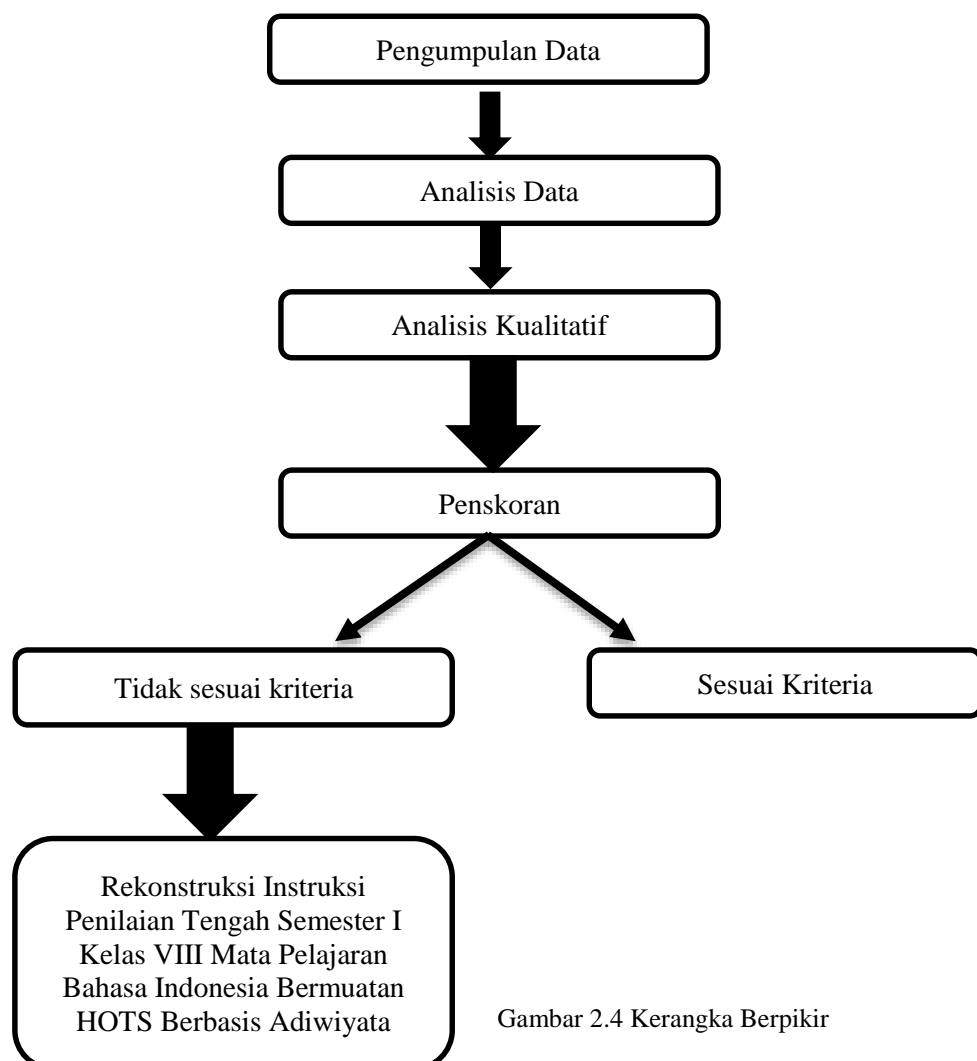 Pengumpulan Data
Analisis Data
Analisis Kualitatif
Penskoran
Tidak sesuai kriteria
Sesuai Kriteria
Rekonstruksi Instruksi
Penilaian Tengah Semester I
Kelas VIII Mata Pelajaran
Bahasa Indonesia Bermuatan
HOTS Berbasis Adiwiyata
Gambar 2.4 Kerangka Berpikir